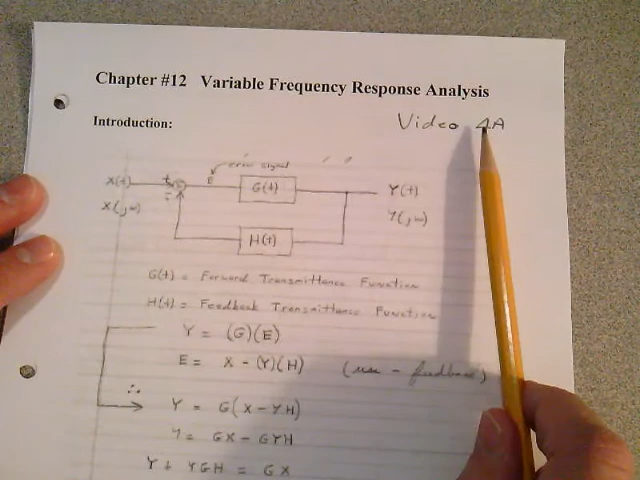 Chapter #12 Variable Frequency Response Analysis
Introduction:
Video 4A
error signal
X(t) + E G(t) Y(t)
X(jω) ∓ Y(jω)
H(t)
G(t) = Forward Transmittance Function
H(t) = Feedback Transmittance Function
Y = (G)(E)
E = X - (Y)(H) (use - feedback)
∴ Y = G(X - YH)
Y = GX - GYH
Y + YGH = GX